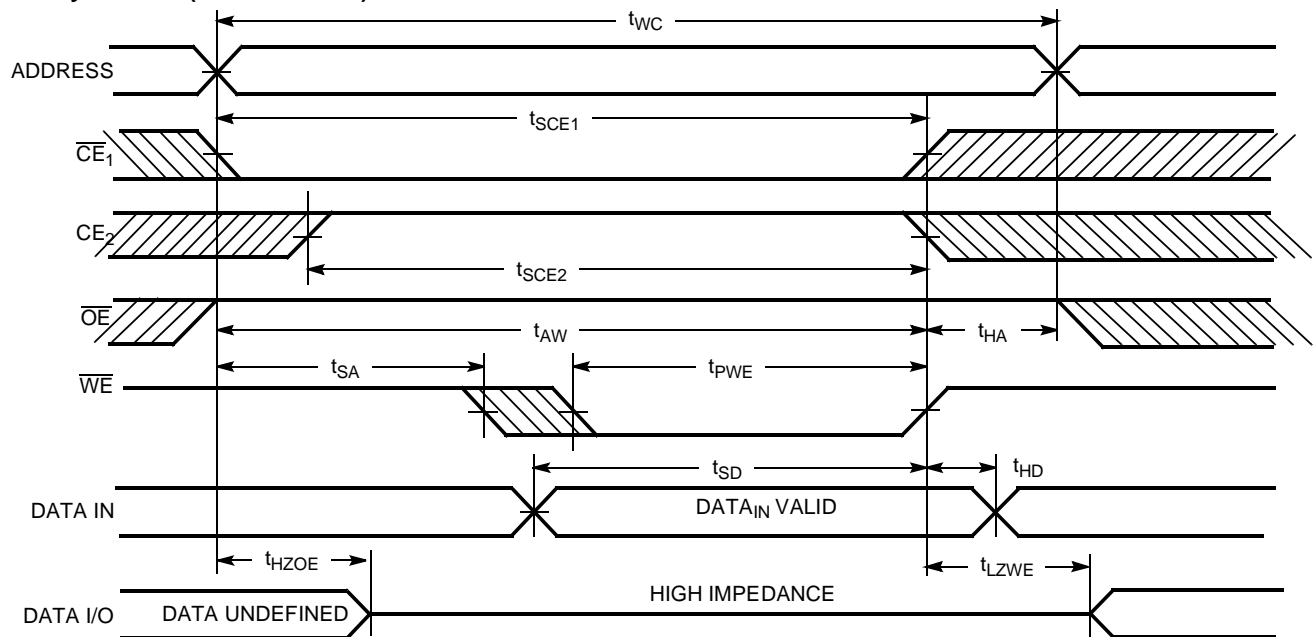 tWC
ADDRESS
tSCE1
CE1
CE2
tSCE2
OE
tAW
tHA
tSA
tPWE
WE
tSD
tHD
DATA IN
DATAIN VALID
tHZOE
tLZWE
HIGH IMPEDANCE
DATA I/O
DATA UNDEFINED